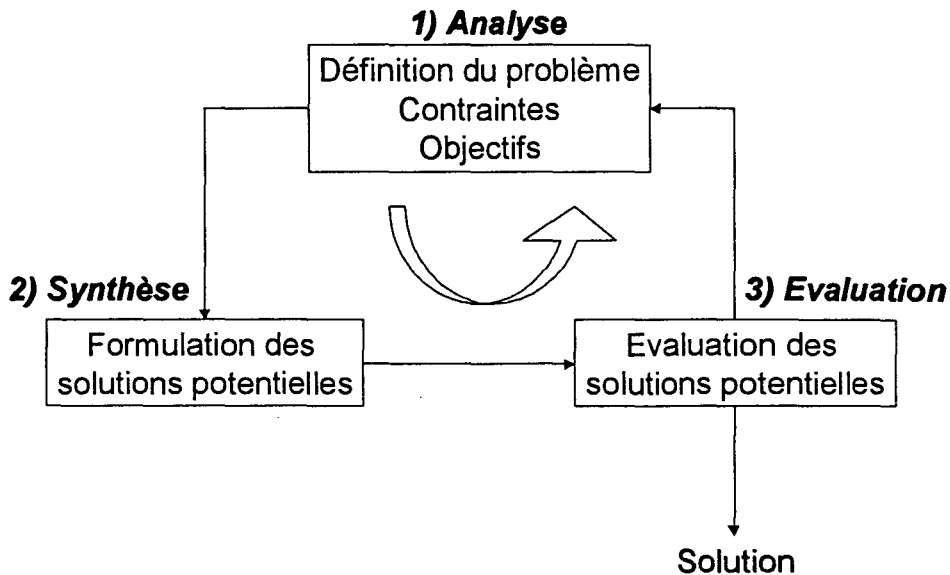 1) Analyse
Définition du problème
Contraintes
Objectifs
2) Synthèse
Formulation des
solutions potentielles
3) Evaluation
Evaluation des
solutions potentielles
Solution